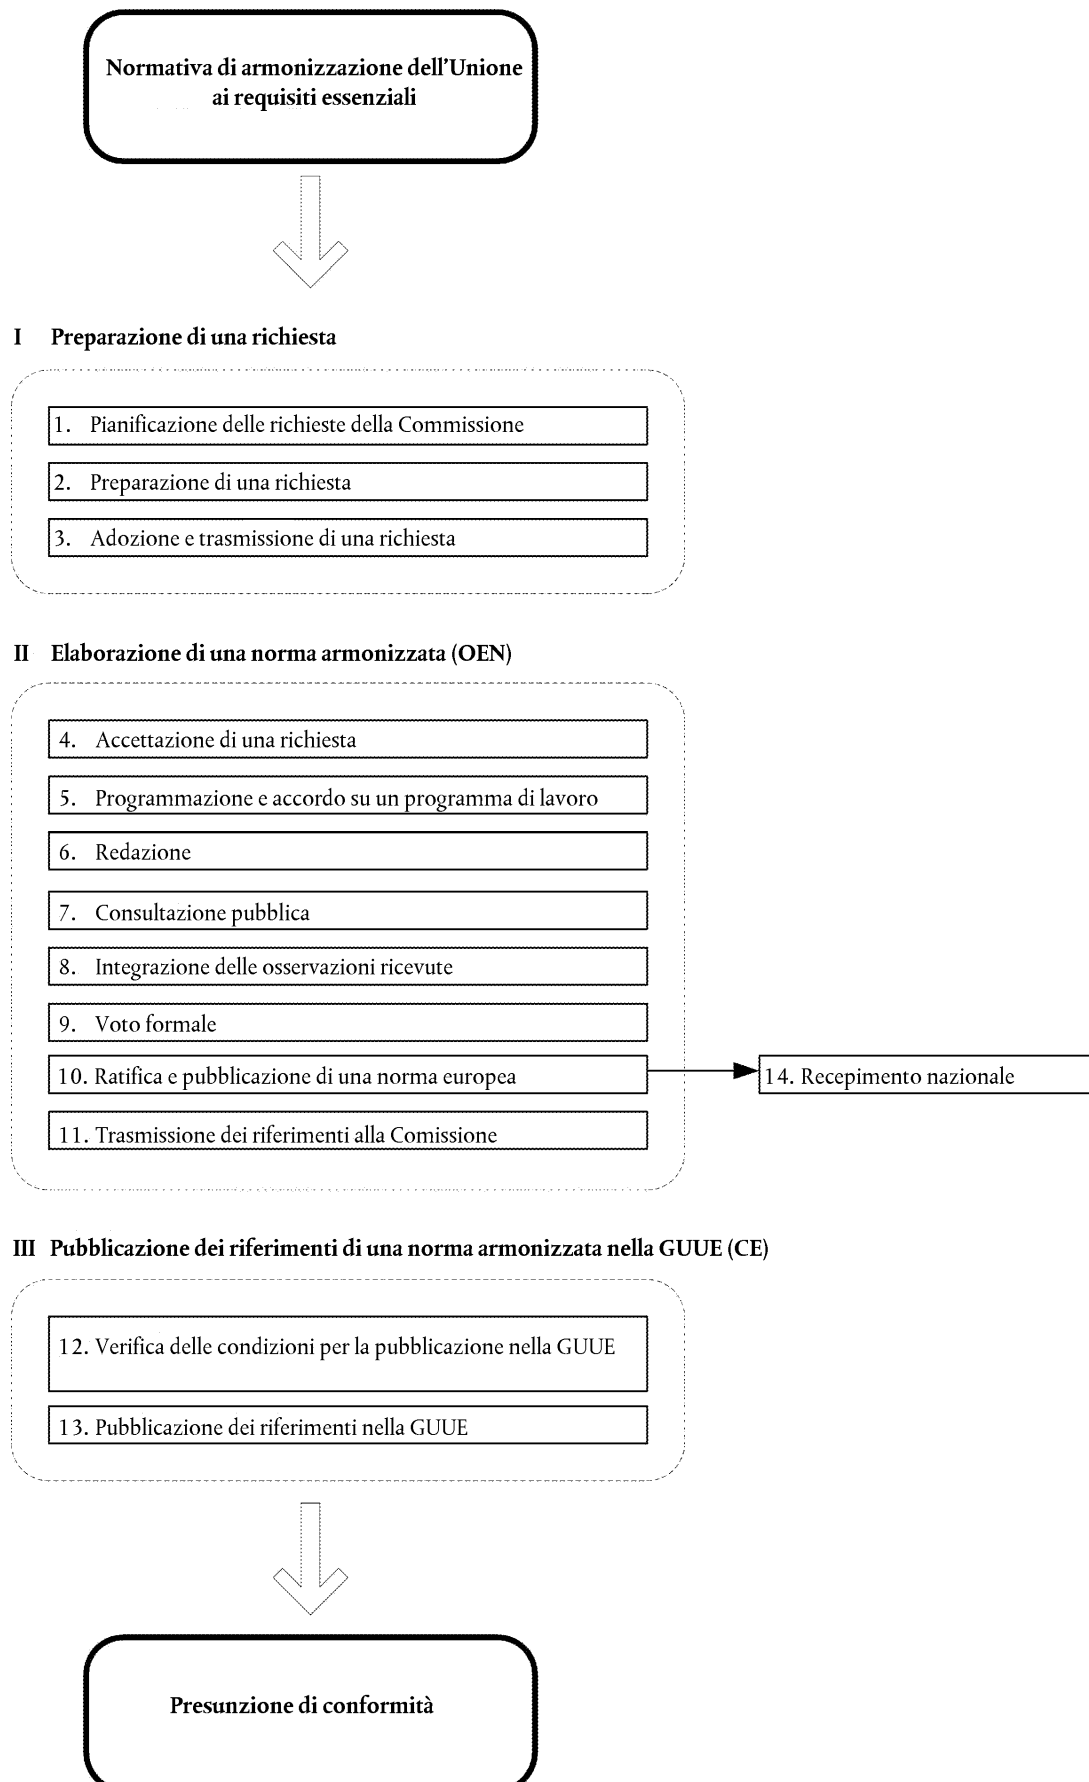 Normativa di armonizzazione dell'Unione
ai requisiti essenziali
I Preparazione di una richiesta
1. Pianificazione delle richieste della Commissione
2. Preparazione di una richiesta
3. Adozione e trasmissione di una richiesta
II Elaborazione di una norma armonizzata (OEN)
4. Accettazione di una richiesta
5. Programmazione e accordo su un programma di lavoro
6. Redazione
7. Consultazione pubblica
8. Integrazione delle osservazioni ricevute
9. Voto formale
10. Ratifica e pubblicazione di una norma europea
14. Recepimento nazionale
11. Trasmissione dei riferimenti alla Comissione
III Pubblicazione dei riferimenti di una norma armonizzata nella GUUE (CE)
12. Verifica delle condizioni per la pubblicazione nella GUUE
13. Pubblicazione dei riferimenti nella GUUE
Presunzione di conformità